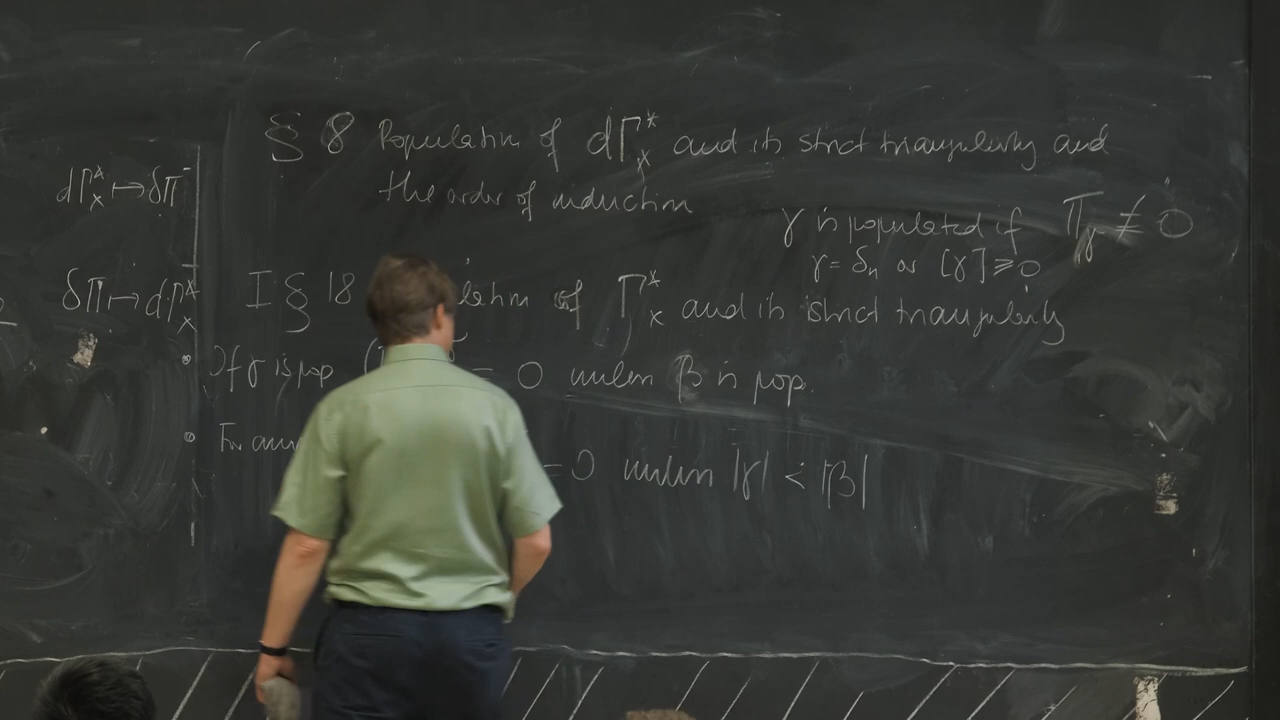 dΓ*ₓ ↦ δΠ⁻
δΠ ↦ dΓ*ₓ
§ 8 Population of dΓ*ₓ and its strict triangularity and
the order of induction
γ is populated if Π_γ ≠ 0
γ = δₙ or [γ] ≥ 0
I § 18 of Γ*ₓ and its strict triangularity
If γ is pop = 0 unless β is pop.
= 0 unless |γ| < |β|